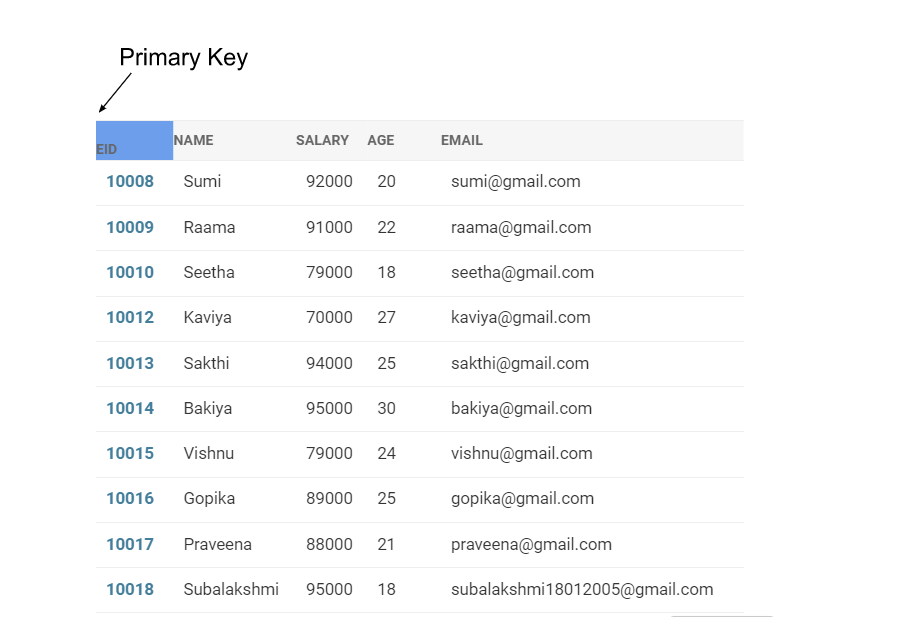 Primary Key
EID NAME SALARY AGE EMAIL
10008 Sumi 92000 20 sumi@gmail.com
10009 Raama 91000 22 raama@gmail.com
10010 Seetha 79000 18 seetha@gmail.com
10012 Kaviya 70000 27 kaviya@gmail.com
10013 Sakthi 94000 25 sakthi@gmail.com
10014 Bakiya 95000 30 bakiya@gmail.com
10015 Vishnu 79000 24 vishnu@gmail.com
10016 Gopika 89000 25 gopika@gmail.com
10017 Praveena 88000 21 praveena@gmail.com
10018 Subalakshmi 95000 18 subalakshmi18012005@gmail.com